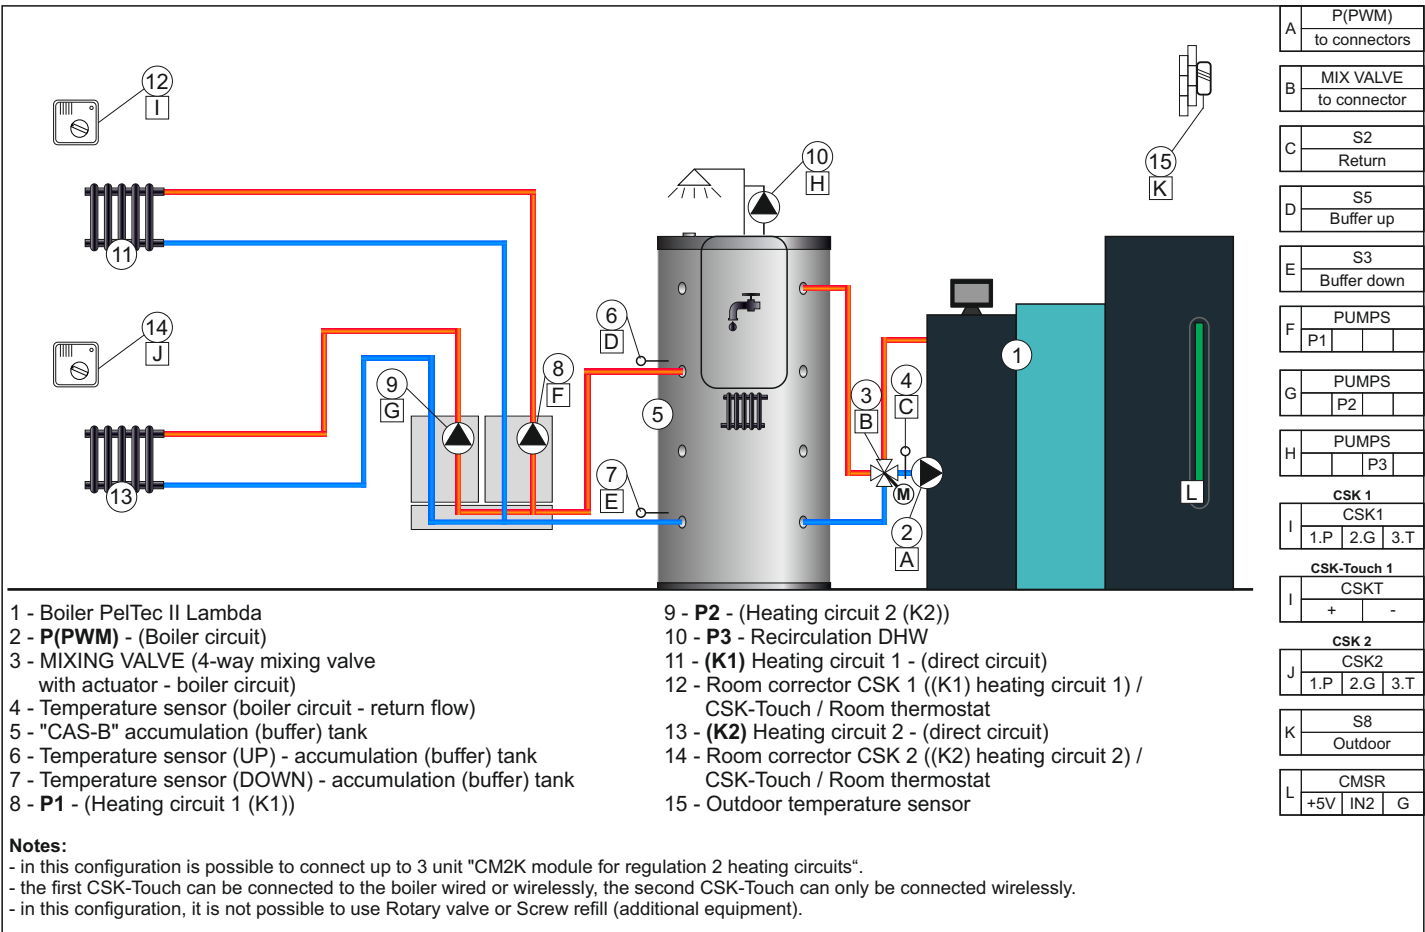 12
I
11
14
J
13
9
G
8
F
6
D
7
E
5
10
H
3
B
4
C
M
2
A
1
15
K
L
A P(PWM)
to connectors
B MIX VALVE
to connector
C S2
Return
D S5
Buffer up
E S3
Buffer down
F PUMPS
P1
G PUMPS
P2
H PUMPS
P3
CSK 1
I CSK1
1.P 2.G 3.T
CSK-Touch 1
I CSKT
+ -
CSK 2
J CSK2
1.P 2.G 3.T
K S8
Outdoor
L CMSR
+5V IN2 G
1 - Boiler PelTec II Lambda
2 - P(PWM) - (Boiler circuit)
3 - MIXING VALVE (4-way mixing valve
with actuator - boiler circuit)
4 - Temperature sensor (boiler circuit - return flow)
5 - "CAS-B" accumulation (buffer) tank
6 - Temperature sensor (UP) - accumulation (buffer) tank
7 - Temperature sensor (DOWN) - accumulation (buffer) tank
8 - P1 - (Heating circuit 1 (K1))
9 - P2 - (Heating circuit 2 (K2))
10 - P3 - Recirculation DHW
11 - (K1) Heating circuit 1 - (direct circuit)
12 - Room corrector CSK 1 ((K1) heating circuit 1) /
CSK-Touch / Room thermostat
13 - (K2) Heating circuit 2 - (direct circuit)
14 - Room corrector CSK 2 ((K2) heating circuit 2) /
CSK-Touch / Room thermostat
15 - Outdoor temperature sensor
Notes:
- in this configuration is possible to connect up to 3 unit "CM2K module for regulation 2 heating circuits“.
- the first CSK-Touch can be connected to the boiler wired or wirelessly, the second CSK-Touch can only be connected wirelessly.
- in this configuration, it is not possible to use Rotary valve or Screw refill (additional equipment).